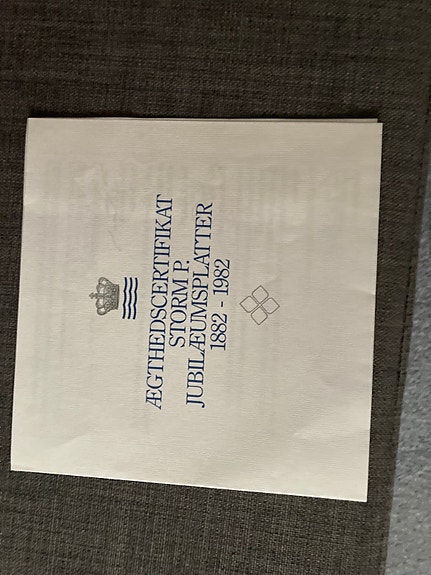 ÆGTHEDSCERTIFIKAT
STORM P.
JUBILÆUMSPLATTER
1882 - 1982